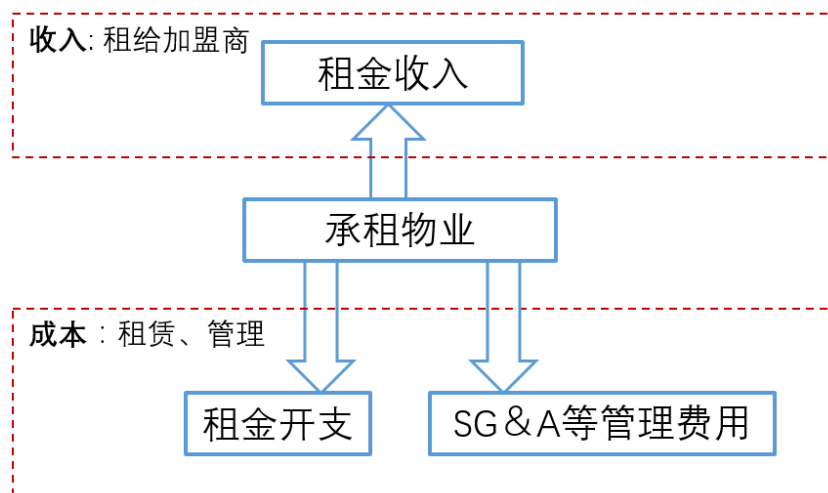 收入: 租给加盟商
租金收入
承租物业
成本：租赁、管理
租金开支
SG＆A等管理费用